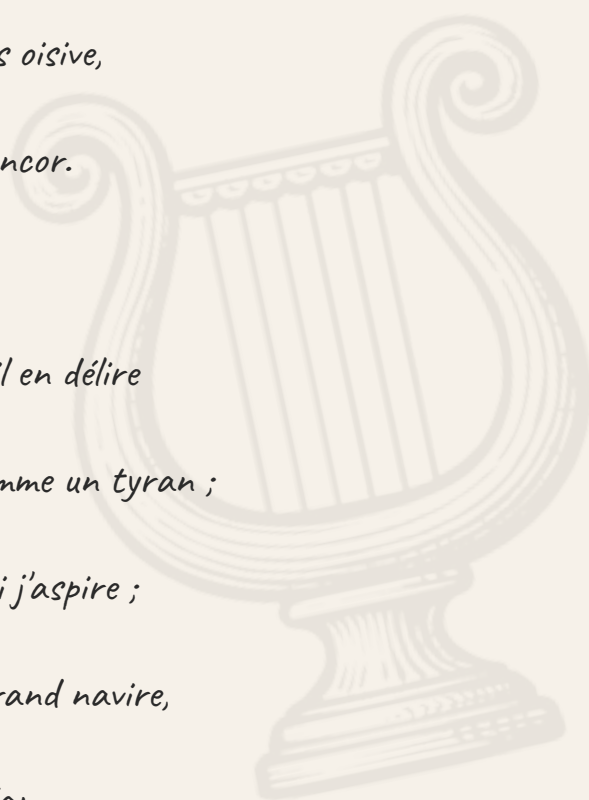 s oisive,
ncor.
l en délire
mme un tyran ;
i j'aspire ;
rand navire,